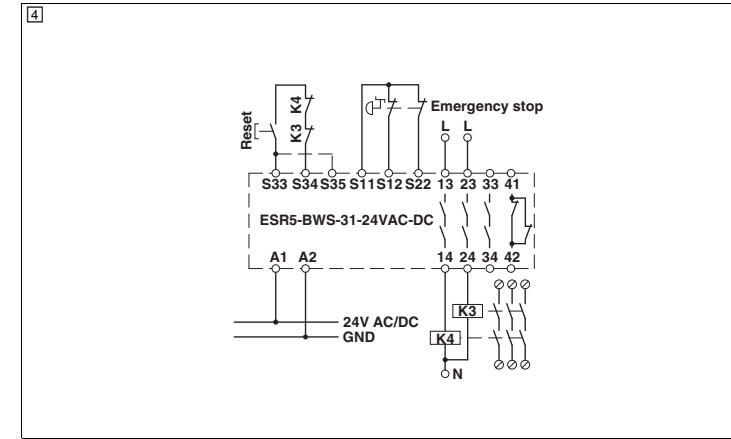 4
Reset
K4
K3
Emergency stop
L L
S33 S34 S35 S11 S12 S22 13 23 33 41
ESR5-BWS-31-24VAC-DC
A1 A2 14 24 34 42
K3
24V AC/DC
K4
GND
N